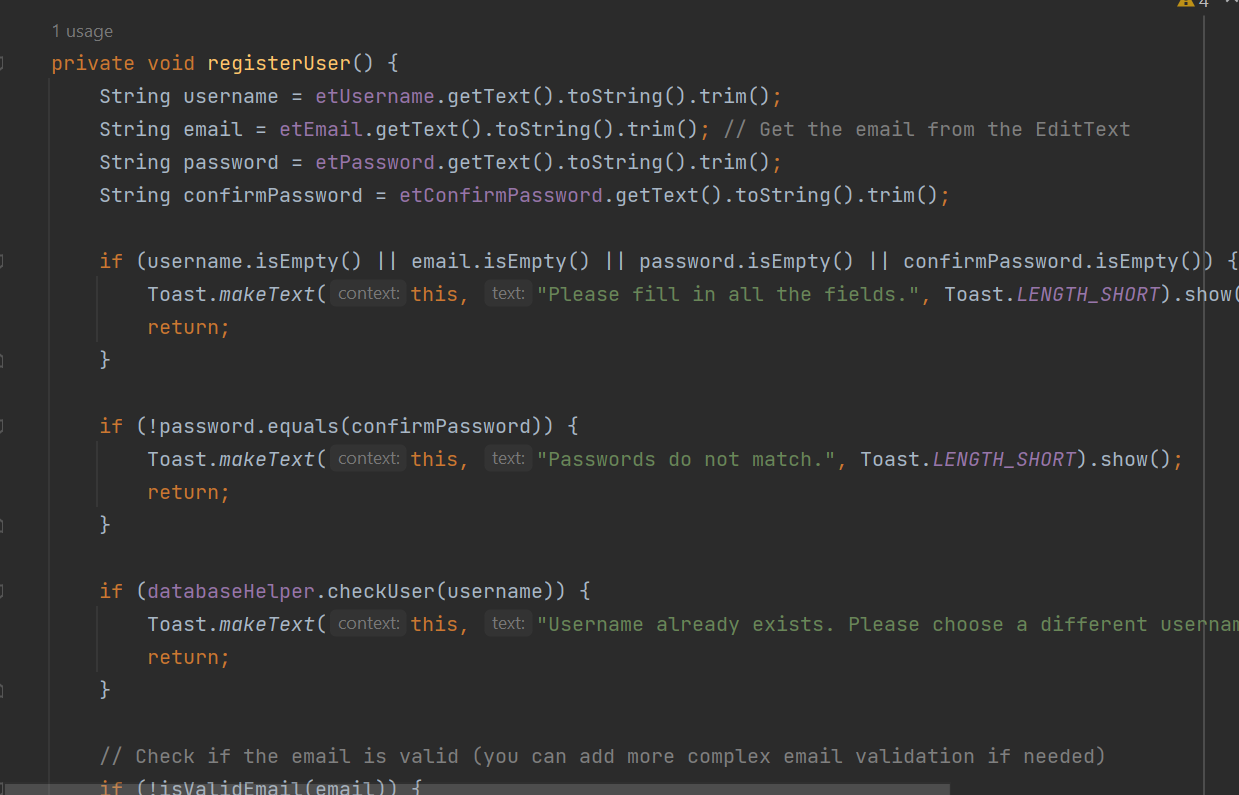 4
1 usage
private void registerUser() {
String username = etUsername.getText().toString().trim();
String email = etEmail.getText().toString().trim(); // Get the email from the EditText
String password = etPassword.getText().toString().trim();
String confirmPassword = etConfirmPassword.getText().toString().trim();
if (username.isEmpty() || email.isEmpty() || password.isEmpty() || confirmPassword.isEmpty()) {
Toast.makeText( context: this, text: "Please fill in all the fields.", Toast.LENGTH_SHORT).show(
return;
}
if (!password.equals(confirmPassword)) {
Toast.makeText( context: this, text: "Passwords do not match.", Toast.LENGTH_SHORT).show();
return;
}
if (databaseHelper.checkUser(username)) {
Toast.makeText( context: this, text: "Username already exists. Please choose a different usernam
return;
}
// Check if the email is valid (you can add more complex email validation if needed)
if (!isValidEmail(email)) {